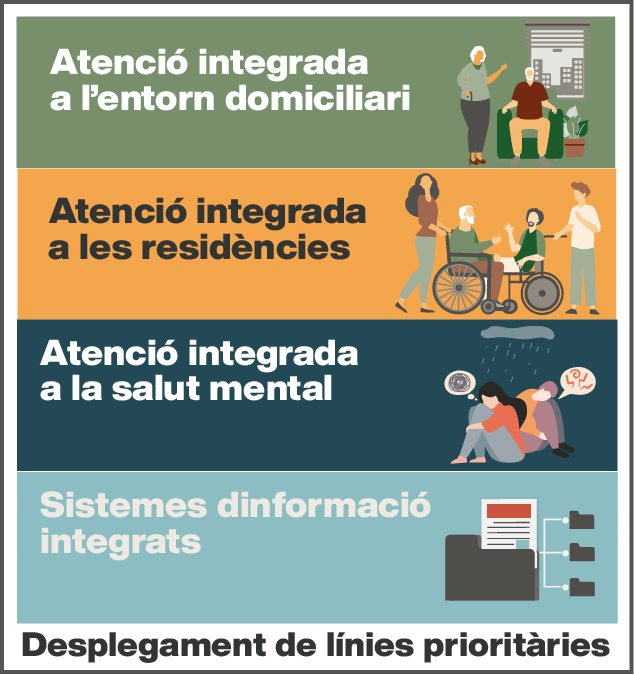 Atenció integrada
a l’entorn domiciliari
Atenció integrada
a les residències
Atenció integrada
a la salut mental
Sistemes dinformació
integrats
Desplegament de línies prioritàries